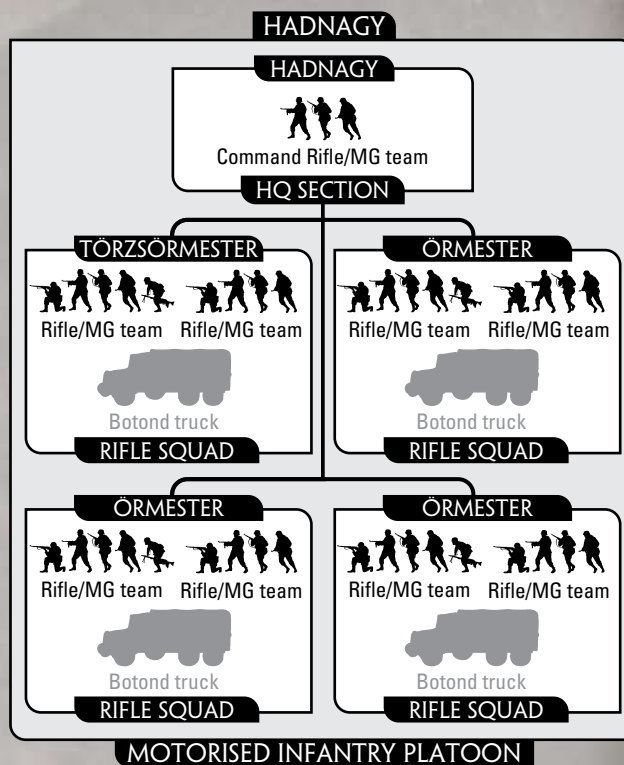 HADNAGY
HADNAGY
Command Rifle/MG team
HQ SECTION
TÖRZSÖRMESTER
Rifle/MG team Rifle/MG team
Botond truck
RIFLE SQUAD
ÖRMESTER
Rifle/MG team Rifle/MG team
Botond truck
RIFLE SQUAD
ÖRMESTER
Rifle/MG team Rifle/MG team
Botond truck
RIFLE SQUAD
ÖRMESTER
Rifle/MG team Rifle/MG team
Botond truck
RIFLE SQUAD
MOTORISED INFANTRY PLATOON